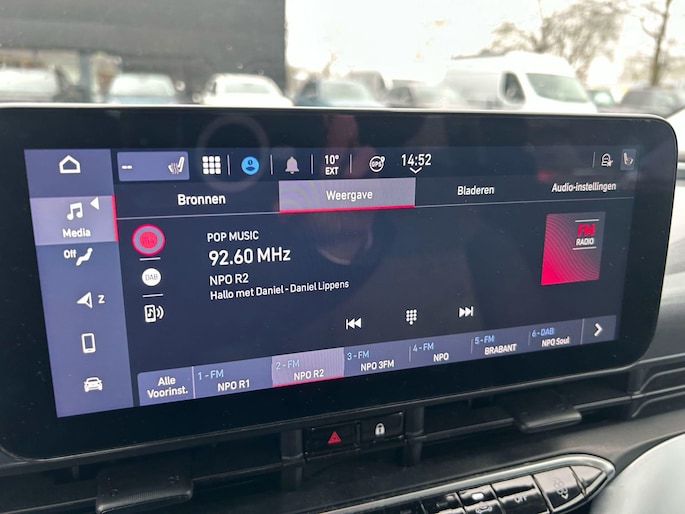 --
10°
EXT
GPS
14:52
Bronnen
Weergave
Bladeren
Audio-instellingen
Media
Off
Z
DAB
POP MUSIC
92.60 MHz
NPO R2
Hallo met Daniel - Daniel Lippens
FM
RADIO
Alle
Voorinst.
1 - FM
NPO R1
2 - FM
NPO R2
3 - FM
NPO 3FM
4 - FM
NPO
5 - FM
BRABANT
6 - DAB
NPO Soul